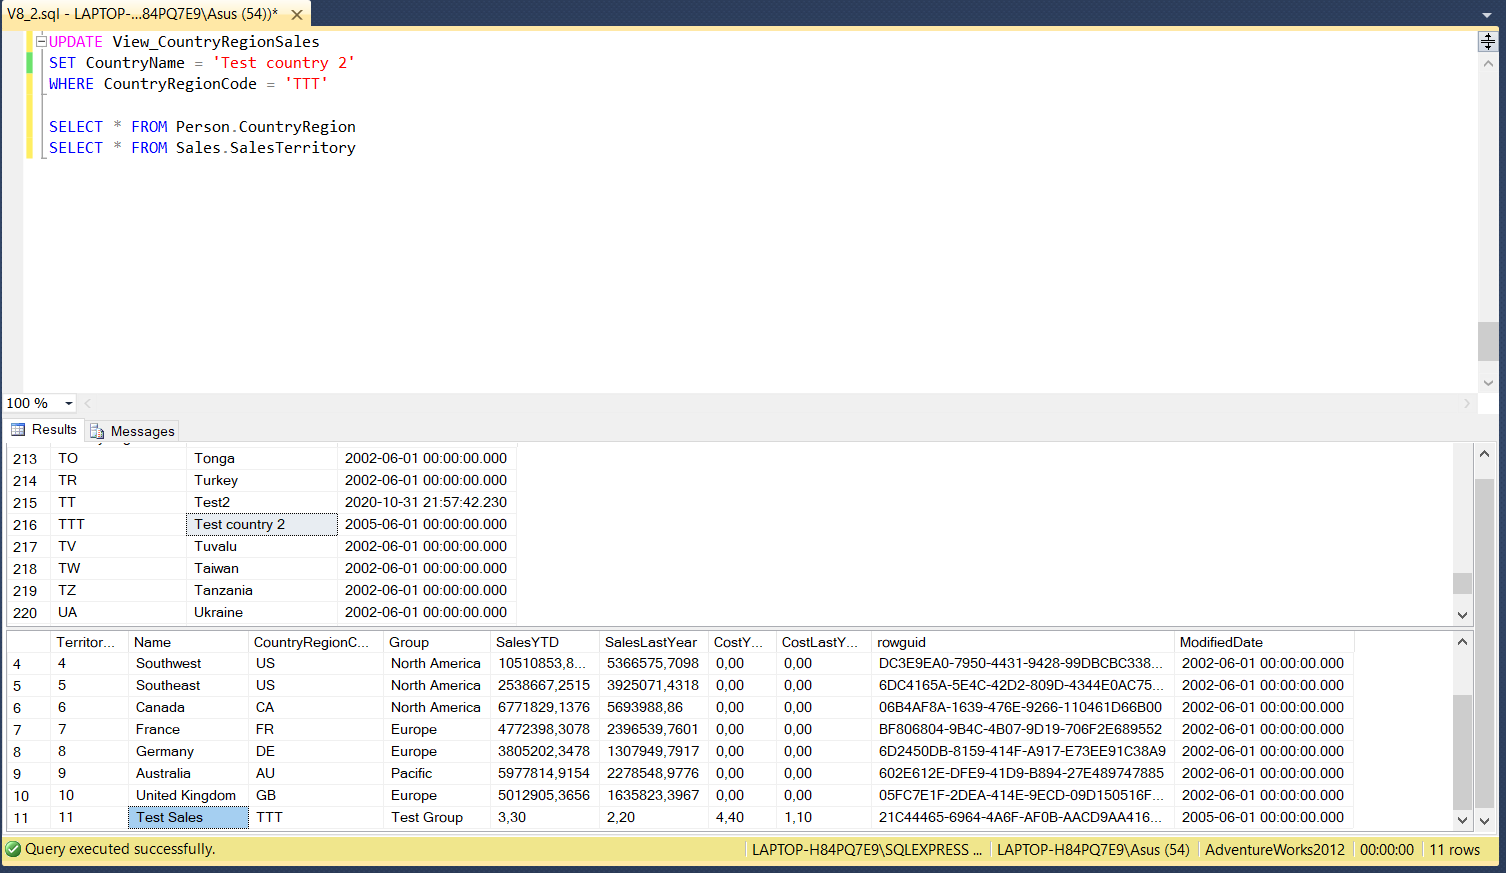 V8_2.sql - LAPTOP-...84PQ7E9\Asus (54))*
UPDATE View_CountryRegionSales
SET CountryName = 'Test country 2'
WHERE CountryRegionCode = 'TTT'
SELECT * FROM Person.CountryRegion
SELECT * FROM Sales.SalesTerritory
100 %
Results Messages
213 TO Tonga 2002-06-01 00:00:00.000
214 TR Turkey 2002-06-01 00:00:00.000
215 TT Test2 2020-10-31 21:57:42.230
216 TTT Test country 2 2005-06-01 00:00:00.000
217 TV Tuvalu 2002-06-01 00:00:00.000
218 TW Taiwan 2002-06-01 00:00:00.000
219 TZ Tanzania 2002-06-01 00:00:00.000
220 UA Ukraine 2002-06-01 00:00:00.000
Territor... Name CountryRegionC... Group SalesYTD SalesLastYear CostY... CostLastY... rowguid ModifiedDate
4 4 Southwest US North America 10510853,8... 5366575,7098 0,00 0,00 DC3E9EA0-7950-4431-9428-99DBCBC338... 2002-06-01 00:00:00.000
5 5 Southeast US North America 2538667,2515 3925071,4318 0,00 0,00 6DC4165A-5E4C-42D2-809D-4344E0AC75... 2002-06-01 00:00:00.000
6 6 Canada CA North America 6771829,1376 5693988,86 0,00 0,00 06B4AF8A-1639-476E-9266-110461D66B00 2002-06-01 00:00:00.000
7 7 France FR Europe 4772398,3078 2396539,7601 0,00 0,00 BF806804-9B4C-4B07-9D19-706F2E689552 2002-06-01 00:00:00.000
8 8 Germany DE Europe 3805202,3478 1307949,7917 0,00 0,00 6D2450DB-8159-414F-A917-E73EE91C38A9 2002-06-01 00:00:00.000
9 9 Australia AU Pacific 5977814,9154 2278548,9776 0,00 0,00 602E612E-DFE9-41D9-B894-27E489747885 2002-06-01 00:00:00.000
10 10 United Kingdom GB Europe 5012905,3656 1635823,3967 0,00 0,00 05FC7E1F-2DEA-414E-9ECD-09D150516F... 2002-06-01 00:00:00.000
11 11 Test Sales TTT Test Group 3,30 2,20 4,40 1,10 21C44465-6964-4A6F-AF0B-AACD9AA416... 2005-06-01 00:00:00.000
Query executed successfully. LAPTOP-H84PQ7E9\SQLEXPRESS ... LAPTOP-H84PQ7E9\Asus (54) AdventureWorks2012 00:00:00 11 rows